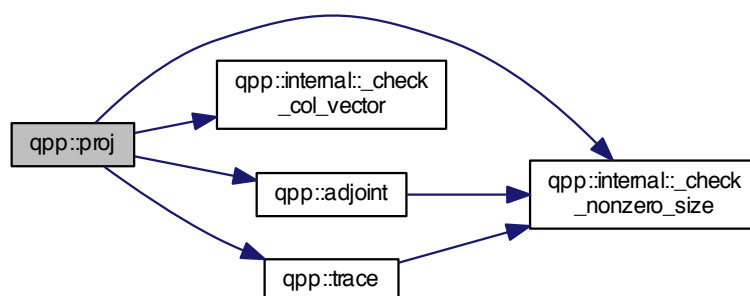 qpp::proj
qpp::internal::_check
_col_vector
qpp::adjoint
qpp::trace
qpp::internal::_check
_nonzero_size